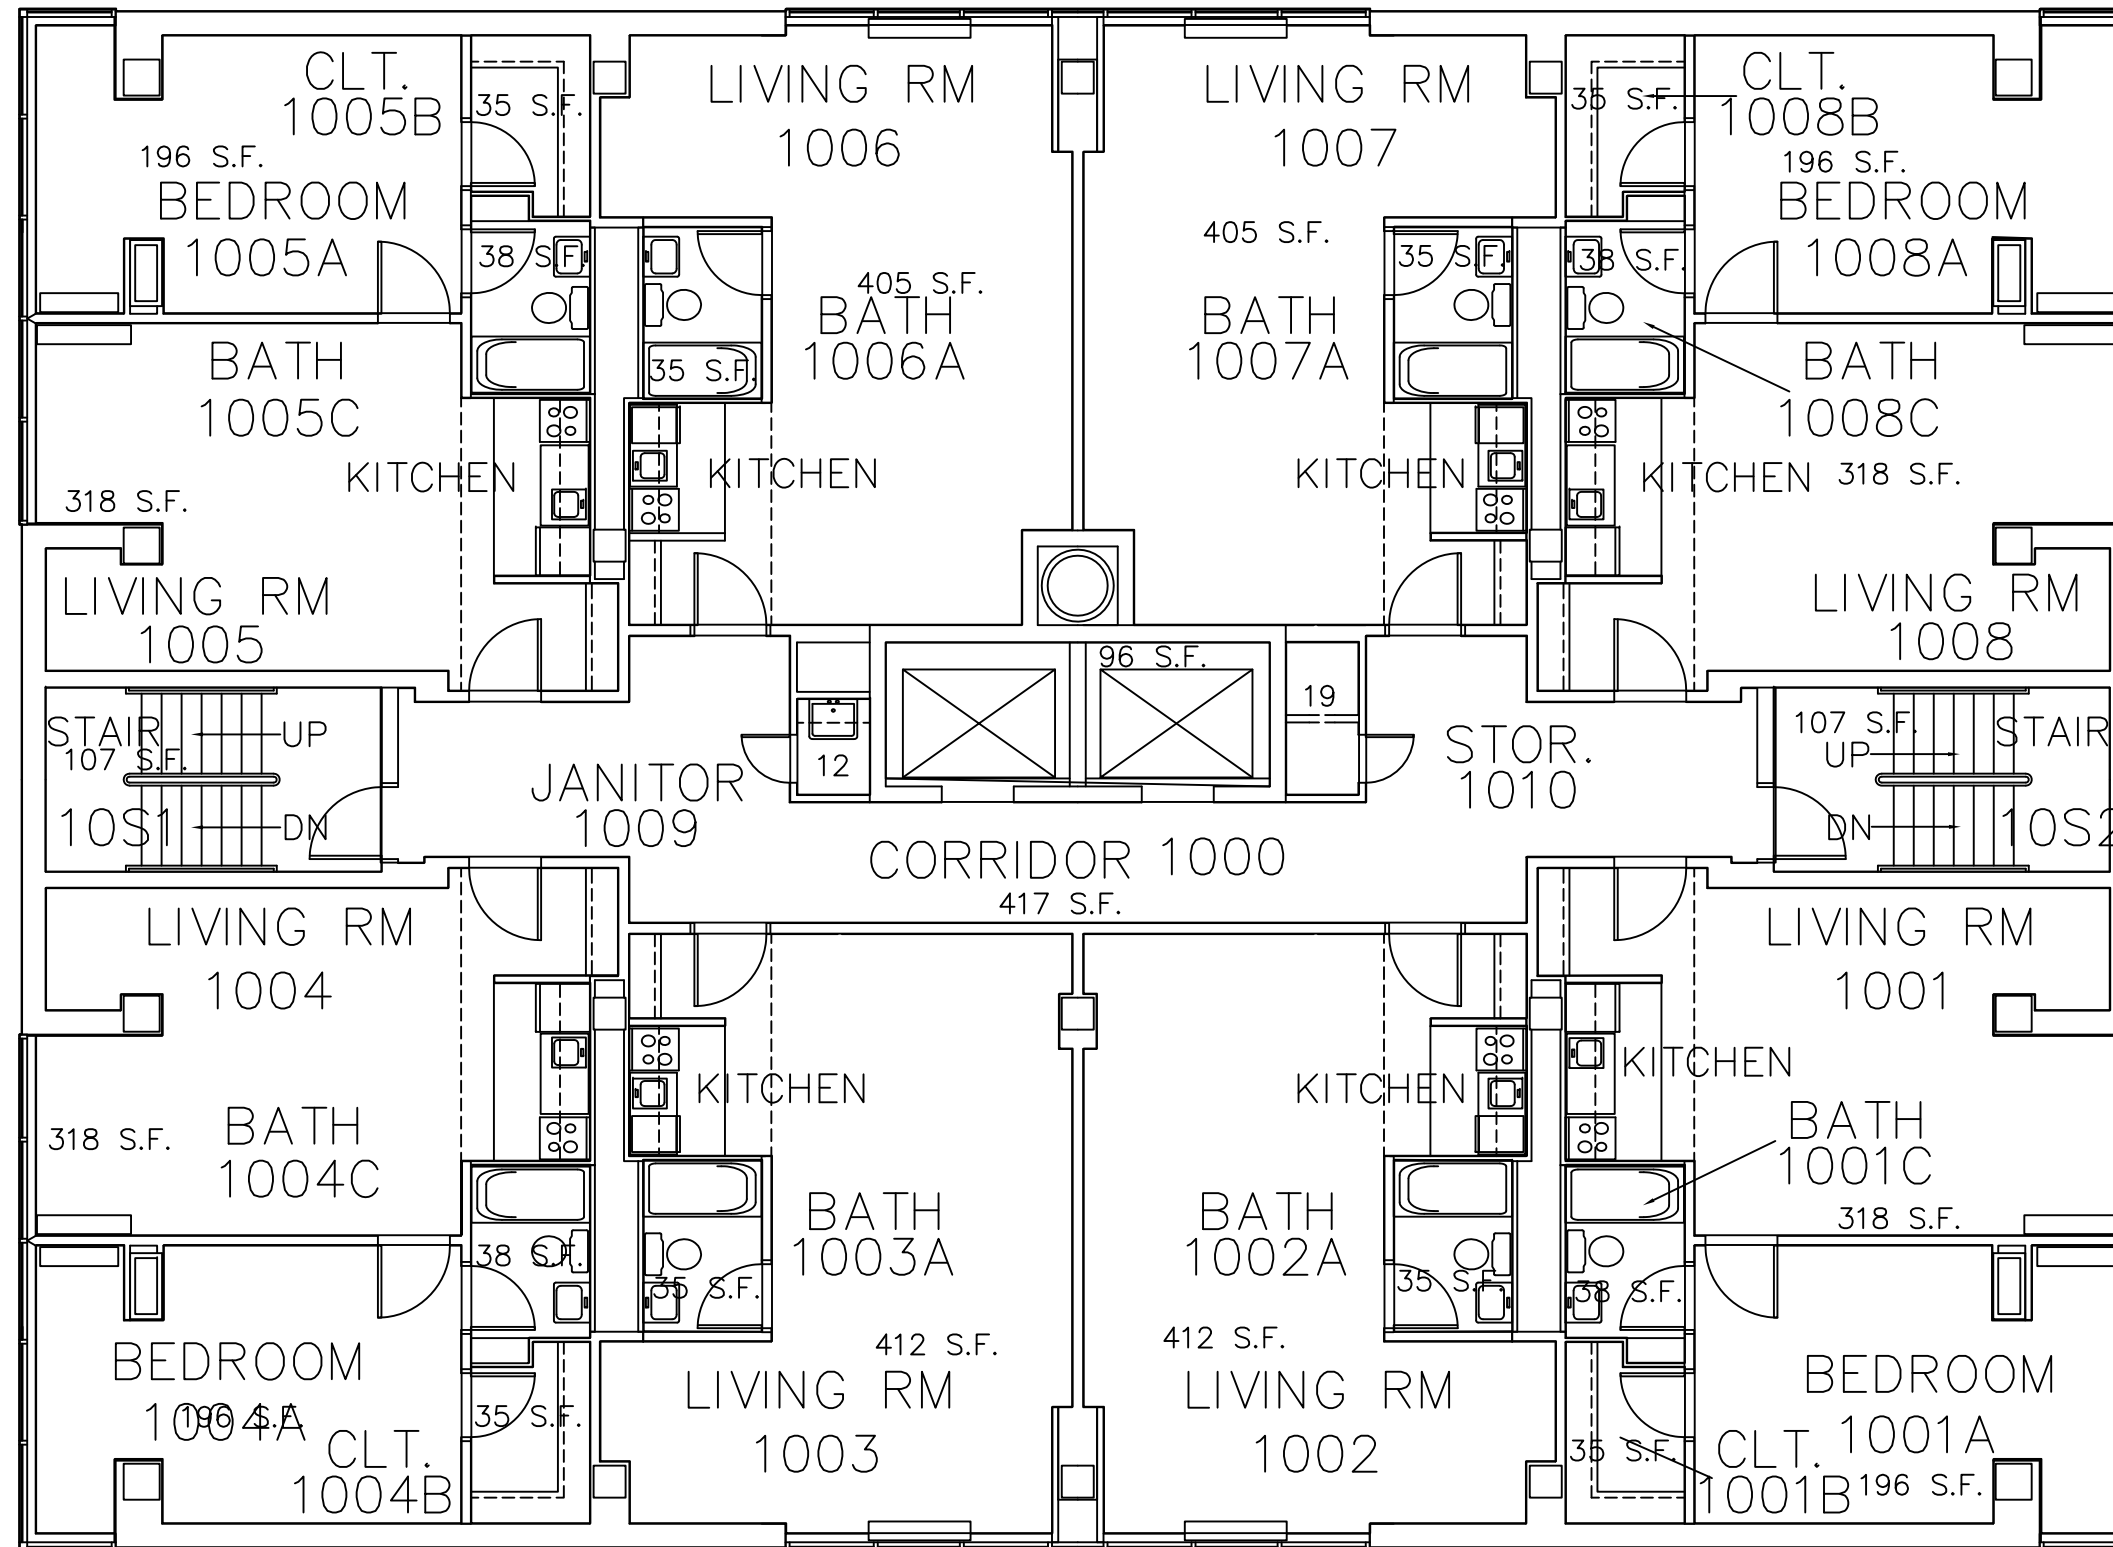 CLT.
1005B
35 S.F.
196 S.F.
BEDROOM
1005A
38 S.F.
LIVING RM
1006
405 S.F.
BATH
1006A
35 S.F.
LIVING RM
1007
405 S.F.
BATH
1007A
35 S.F.
CLT.
1008B
35 S.F.
196 S.F.
BEDROOM
1008A
38 S.F.
BATH
1005C
KITCHEN
318 S.F.
LIVING RM
1005
KITCHEN
KITCHEN
BATH
1008C
KITCHEN
318 S.F.
LIVING RM
1008
STAIR
107 S.F.
10S1
UP
DN
JANITOR
1009
12
96 S.F.
19
STOR.
1010
CORRIDOR 1000
417 S.F.
107 S.F.
UP
DN
STAIR
10S2
LIVING RM
1004
BATH
1004C
318 S.F.
38 S.F.
BEDROOM
1004A
196 S.F.
CLT.
1004B
35 S.F.
KITCHEN
BATH
1003A
35 S.F.
412 S.F.
LIVING RM
1003
KITCHEN
BATH
1002A
35 S.F.
412 S.F.
LIVING RM
1002
LIVING RM
1001
KITCHEN
BATH
1001C
318 S.F.
38 S.F.
BEDROOM
1001A
35 S.F.
CLT.
1001B
196 S.F.